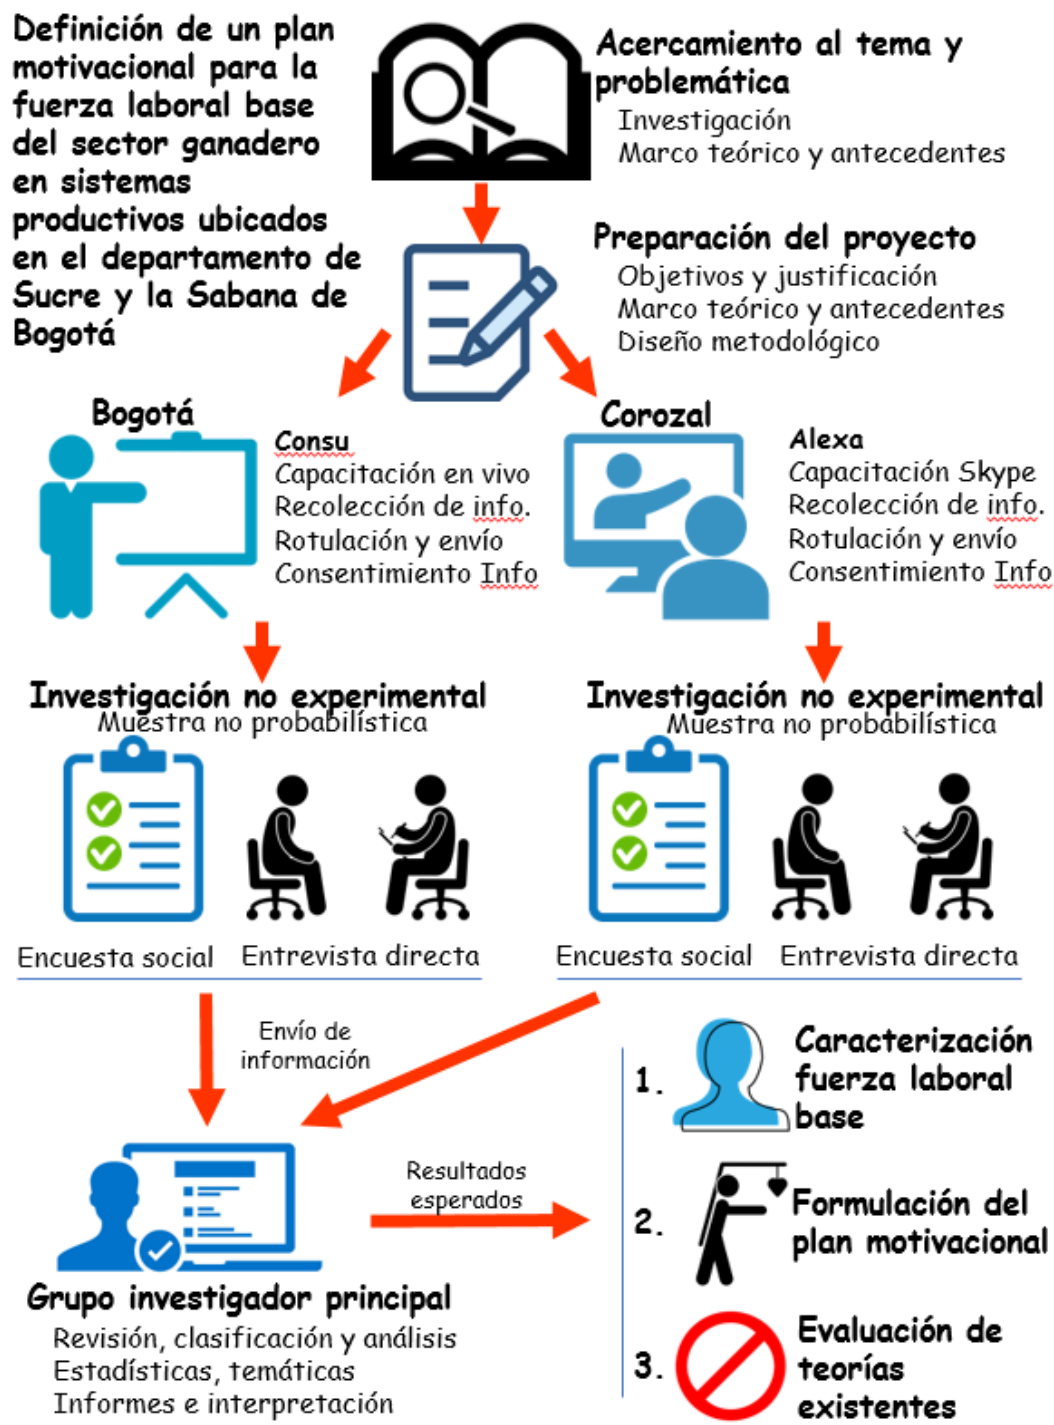 Definición de un plan
motivacional para la
fuerza laboral base
del sector ganadero
en sistemas
productivos ubicados
en el departamento de
Sucre y la Sabana de
Bogotá
Acercamiento al tema y
problemática
Investigación
Marco teórico y antecedentes
Preparación del proyecto
Objetivos y justificación
Marco teórico y antecedentes
Diseño metodológico
Bogotá
Consu
Capacitación en vivo
Recolección de info.
Rotulación y envío
Consentimiento Info
Corozal
Alexa
Capacitación Skype
Recolección de info.
Rotulación y envío
Consentimiento Info
Investigación no experimental
Muestra no probabilística
Encuesta social
Entrevista directa
Investigación no experimental
Muestra no probabilística
Encuesta social
Entrevista directa
Envío de
información
Grupo investigador principal
Revisión, clasificación y análisis
Estadísticas, temáticas
Informes e interpretación
Resultados
esperados
1. Caracterización
fuerza laboral
base
2. Formulación del
plan motivacional
3. Evaluación de
teorías
existentes